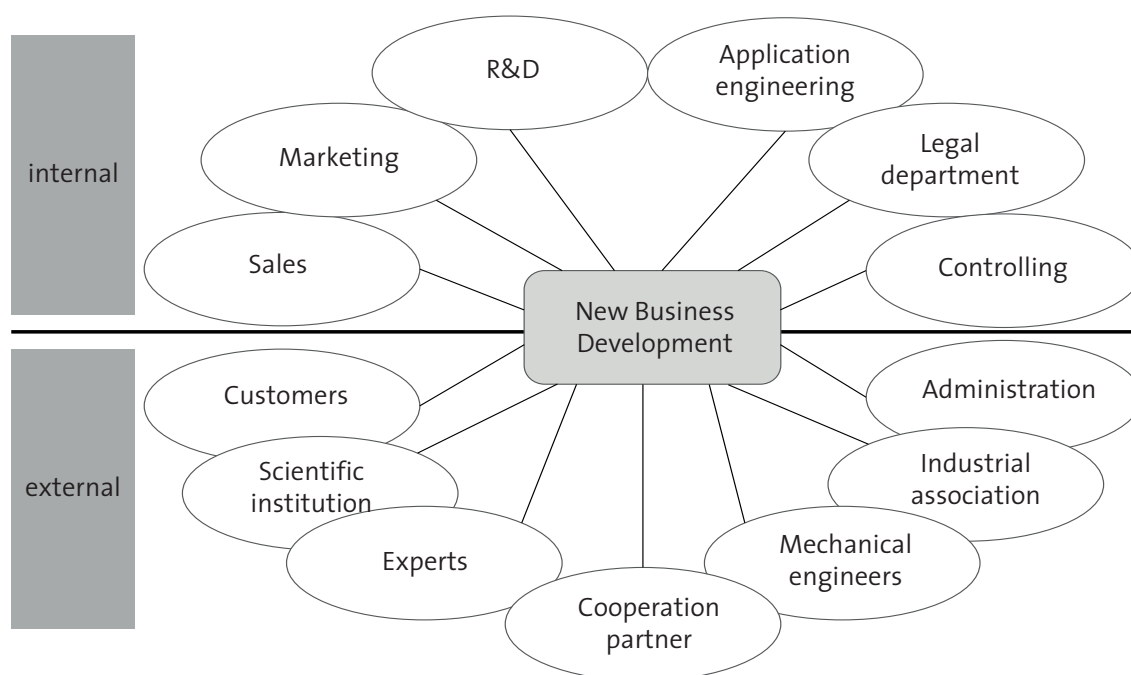 R&D
Application
engineering
Marketing
Legal
department
internal
Sales
Controlling
New Business
Development
Customers
Administration
Scientific
institution
Industrial
association
external
Experts
Mechanical
engineers
Cooperation
partner